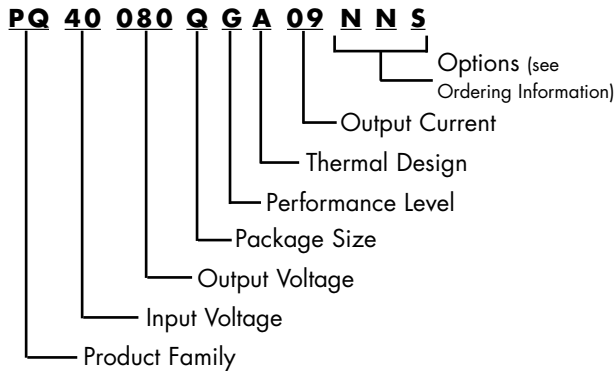 PQ 40 080 Q G A 09 N N S
Options (see
Ordering Information)
Output Current
Thermal Design
Performance Level
Package Size
Output Voltage
Input Voltage
Product Family